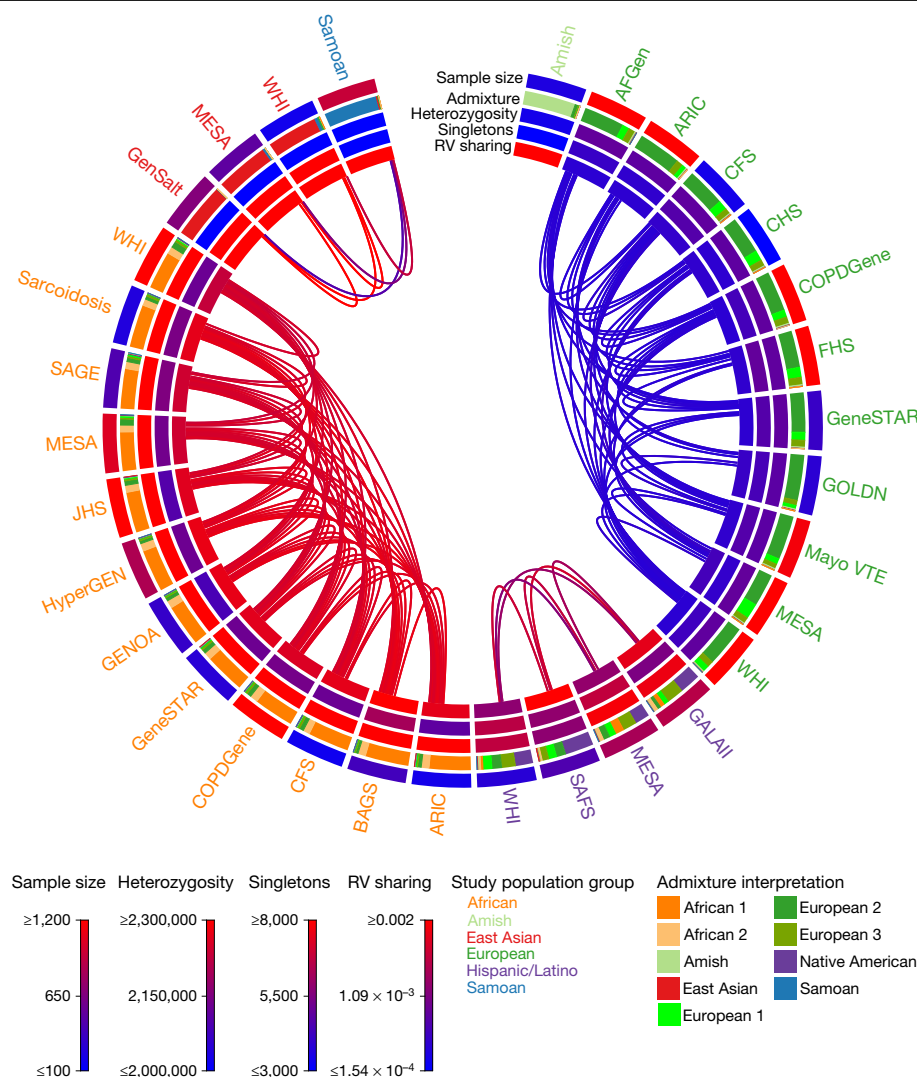 Samoan
WHI
MESA
GenSalt
WHI
Sarcoidosis
SAGE
MESA
JHS
HyperGEN
GENOA
GeneSTAR
COPDGene
CFS
BAGS
ARIC
WHI
SAFS
MESA
GALAII
WHI
MESA
Mayo VTE
GOLDN
GeneSTAR
FHS
COPDGene
CHS
CFS
ARIC
AFGen
Amish
Sample size
Admixture
Heterozygosity
Singletons
RV sharing
Sample size
≥1,200
650
≤100
Heterozygosity
≥2,300,000
2,150,000
≤2,000,000
Singletons
≥8,000
5,500
≤3,000
RV sharing
≥0.002
1.09 × 10⁻³
≤1.54 × 10⁻⁴
Study population group
African
Amish
East Asian
European
Hispanic/Latino
Samoan
Admixture interpretation
African 1
African 2
Amish
East Asian
European 1
European 2
European 3
Native American
Samoan